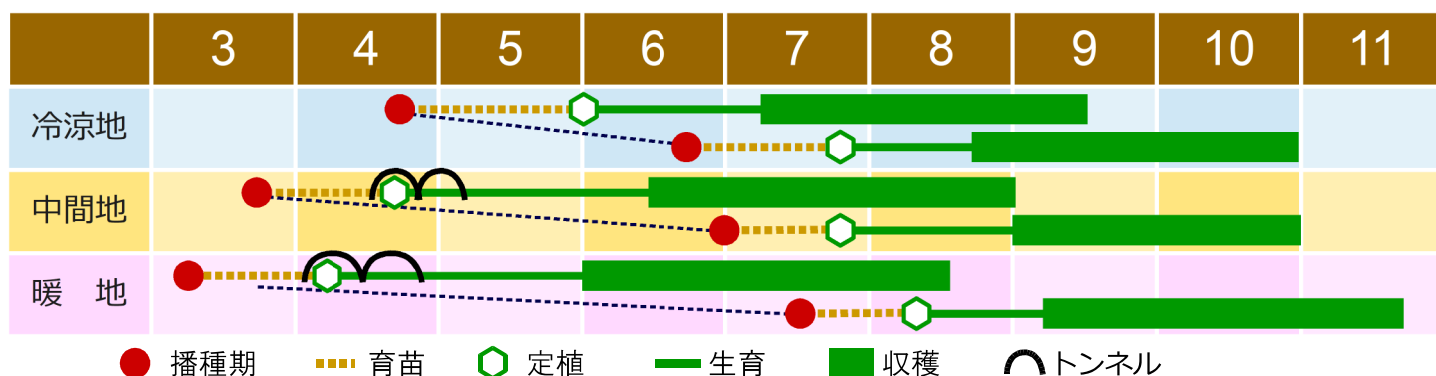 3 4 5 6 7 8 9 10 11
冷涼地
中間地
暖　地
播種期 育苗 定植 生育 収穫 トンネル